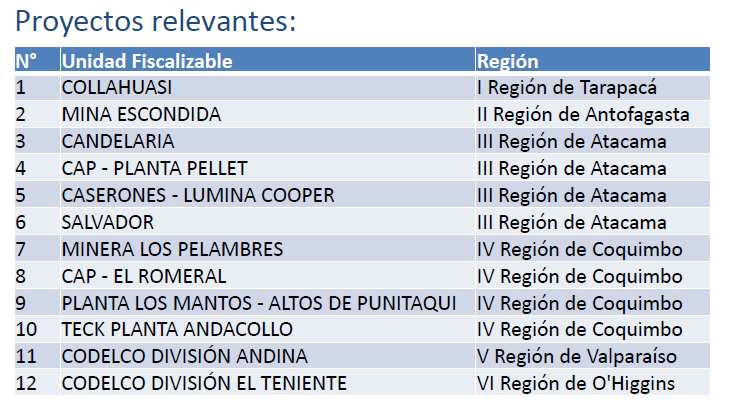 Proyectos relevantes:
N° Unidad Fiscalizable Región
1 COLLAHUASI I Región de Tarapacá
2 MINA ESCONDIDA II Región de Antofagasta
3 CANDELARIA III Región de Atacama
4 CAP - PLANTA PELLET III Región de Atacama
5 CASERONES - LUMINA COOPER III Región de Atacama
6 SALVADOR III Región de Atacama
7 MINERA LOS PELAMBRES IV Región de Coquimbo
8 CAP - EL ROMERAL IV Región de Coquimbo
9 PLANTA LOS MANTOS - ALTOS DE PUNITAQUI IV Región de Coquimbo
10 TECK PLANTA ANDACOLLO IV Región de Coquimbo
11 CODELCO DIVISIÓN ANDINA V Región de Valparaíso
12 CODELCO DIVISIÓN EL TENIENTE VI Región de O'Higgins